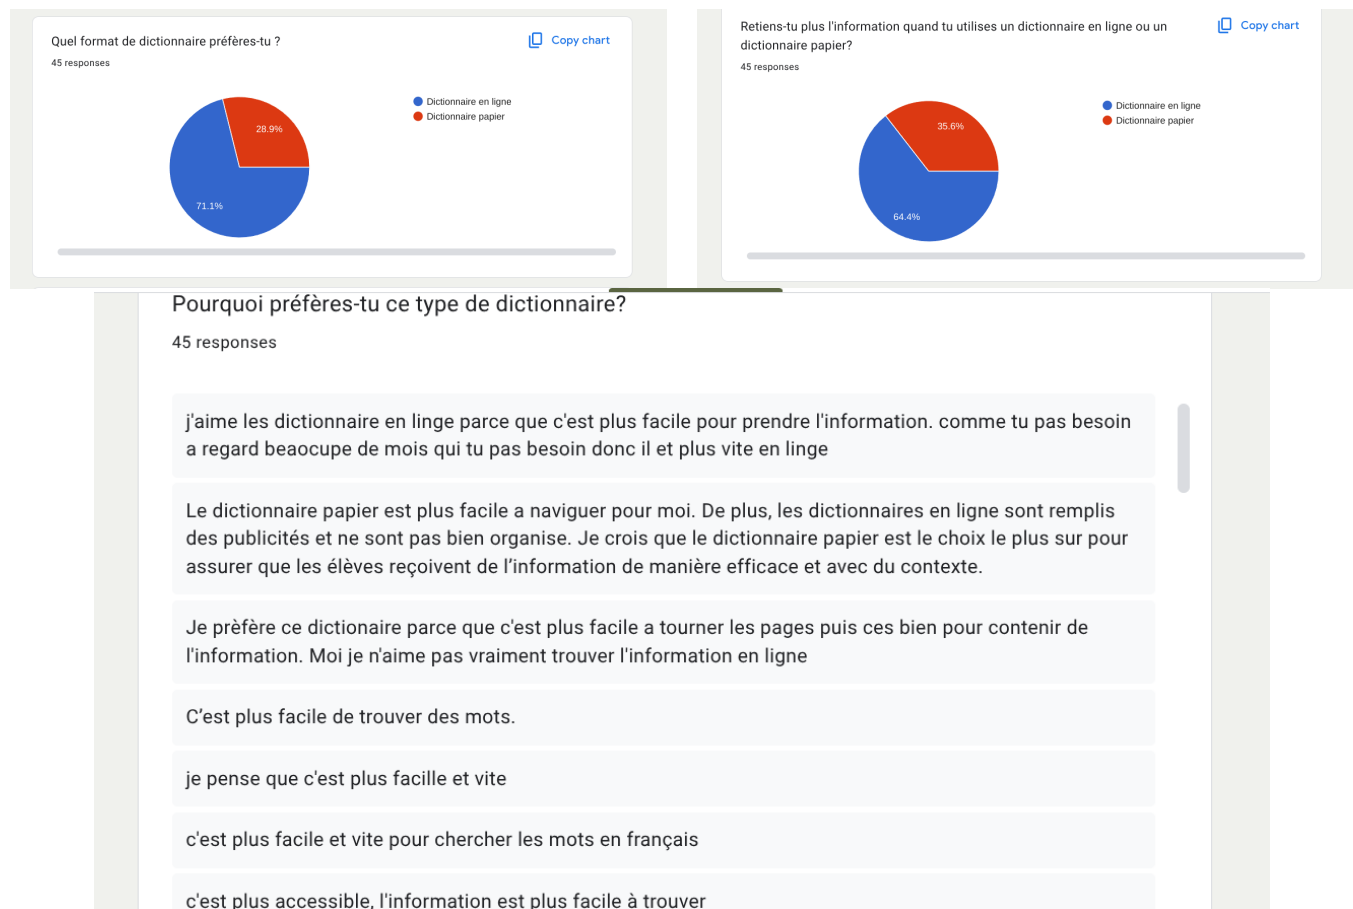 Quel format de dictionnaire préfères-tu ?
Copy chart
45 responses
Dictionnaire en ligne
Dictionnaire papier
28.9%
71.1%
Retiens-tu plus l'information quand tu utilises un dictionnaire en ligne ou un
dictionnaire papier?
Copy chart
45 responses
Dictionnaire en ligne
Dictionnaire papier
35.6%
64.4%
Pourquoi préfères-tu ce type de dictionnaire?
45 responses
j'aime les dictionnaire en linge parce que c'est plus facile pour prendre l'information. comme tu pas besoin
a regard beaocupe de mois qui tu pas besoin donc il et plus vite en linge
Le dictionnaire papier est plus facile a naviguer pour moi. De plus, les dictionnaires en ligne sont remplis
des publicités et ne sont pas bien organise. Je crois que le dictionnaire papier est le choix le plus sur pour
assurer que les élèves reçoivent de l’information de manière efficace et avec du contexte.
Je prèfère ce dictionaire parce que c'est plus facile a tourner les pages puis ces bien pour contenir de
l'information. Moi je n'aime pas vraiment trouver l'information en ligne
C’est plus facile de trouver des mots.
je pense que c'est plus facille et vite
c'est plus facile et vite pour chercher les mots en français
c'est plus accessible, l'information est plus facile à trouver